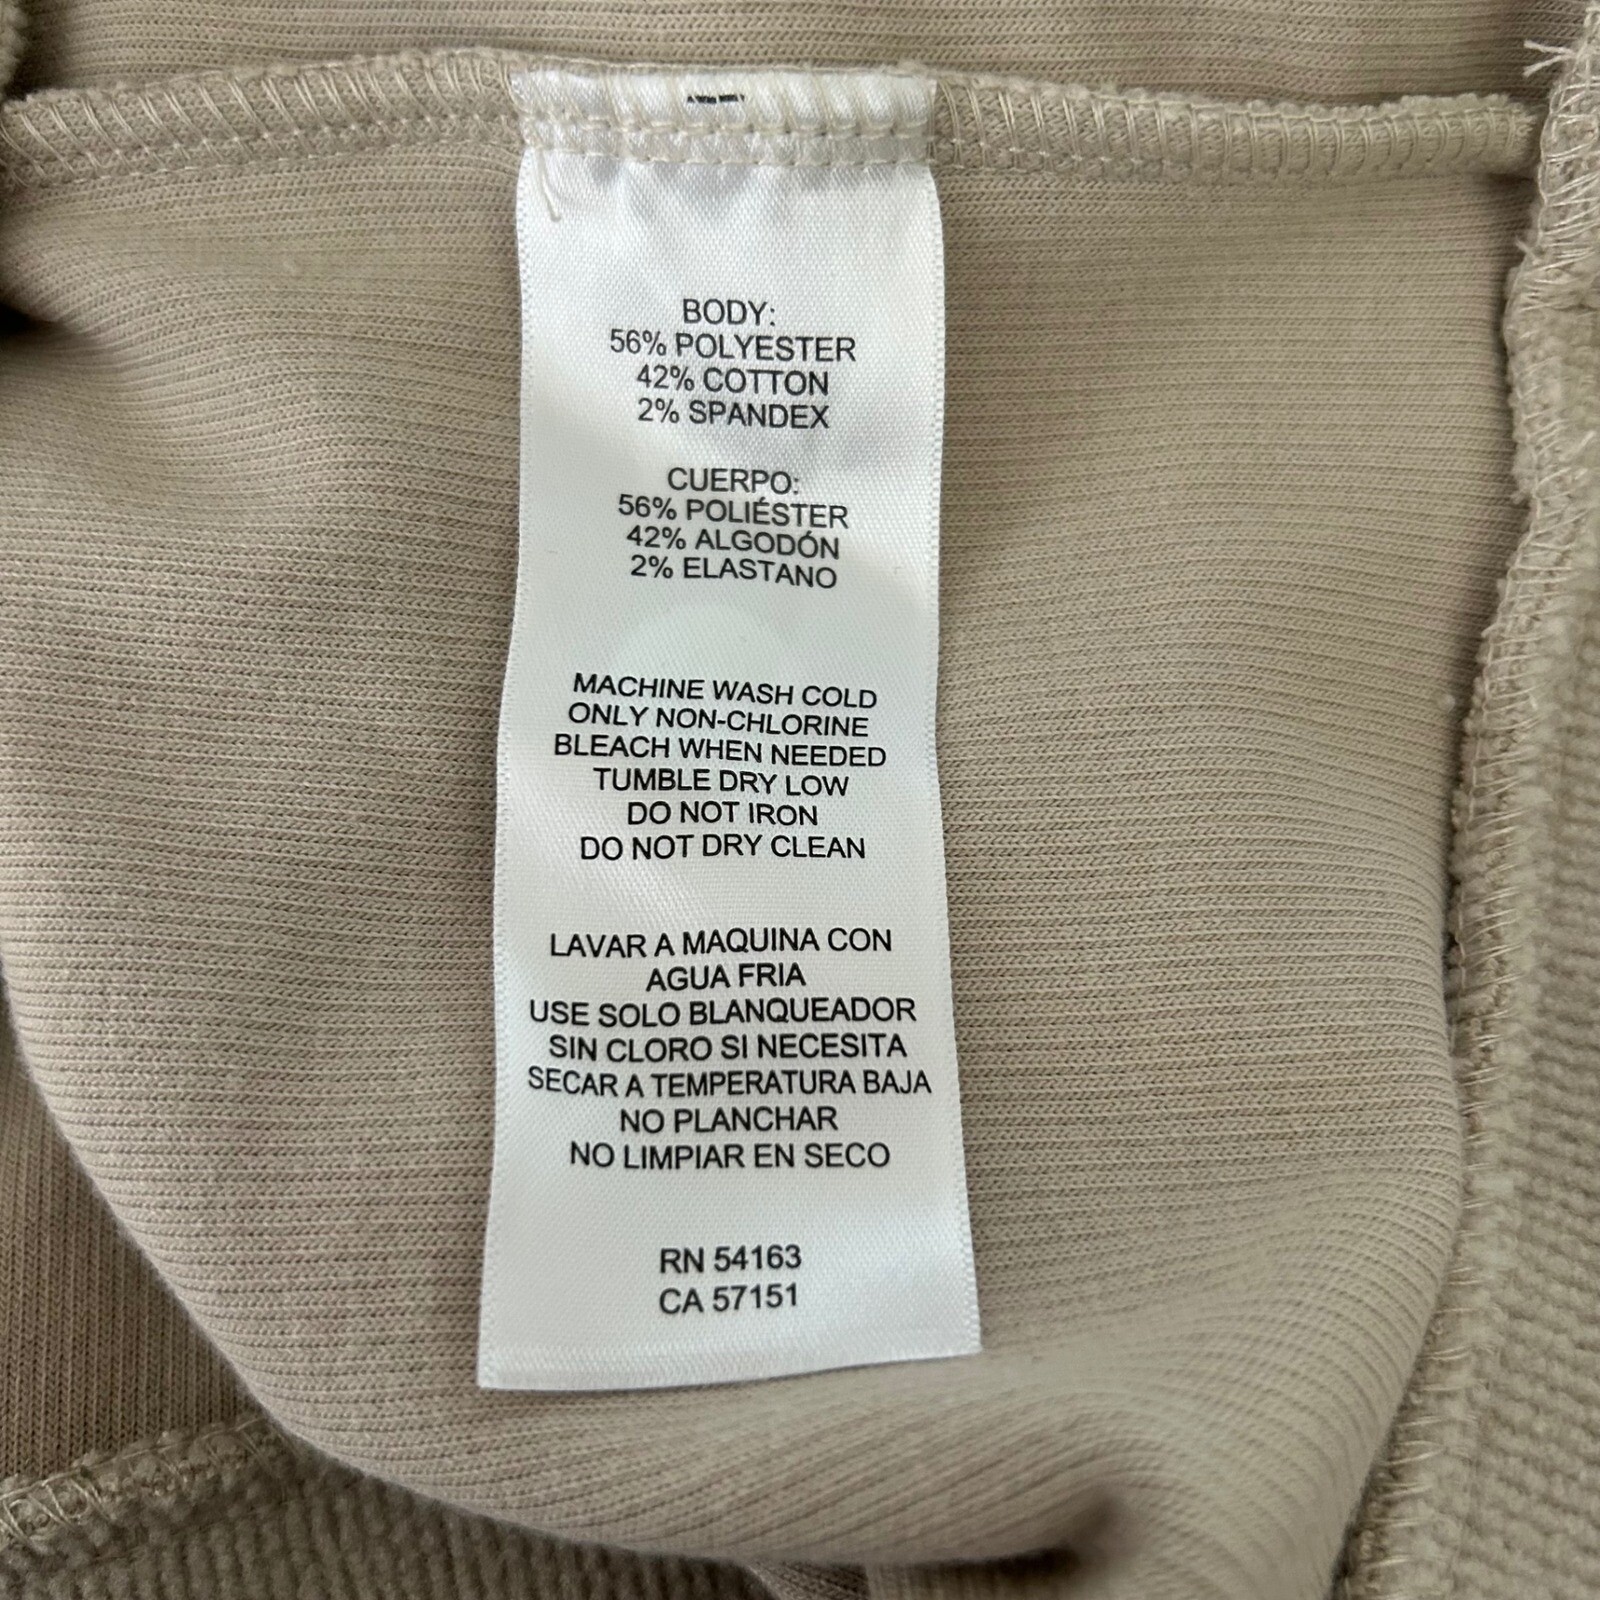 BODY:
56% POLYESTER
42% COTTON
2% SPANDEX
CUERPO:
56% POLIÉSTER
42% ALGODÓN
2% ELASTANO
MACHINE WASH COLD
ONLY NON-CHLORINE
BLEACH WHEN NEEDED
TUMBLE DRY LOW
DO NOT IRON
DO NOT DRY CLEAN
LAVAR A MAQUINA CON
AGUA FRIA
USE SOLO BLANQUEADOR
SIN CLORO SI NECESITA
SECAR A TEMPERATURA BAJA
NO PLANCHAR
NO LIMPIAR EN SECO
RN 54163
CA 57151